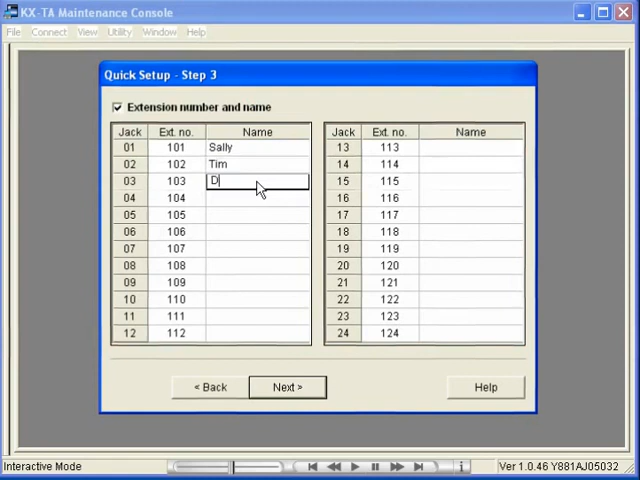 KX-TA Maintenance Console
File Connect View Utility Window Help
Quick Setup - Step 3
Extension number and name
Jack Ext. no. Name Jack Ext. no. Name
01 101 Sally 13 113
02 102 Tim 14 114
03 103 D 15 115
04 104 16 116
05 105 17 117
06 106 18 118
07 107 19 119
08 108 20 120
09 109 21 121
10 110 22 122
11 111 23 123
12 112 24 124
< Back Next > Help
Interactive Mode Ver 1.0.46 Y881AJ05032